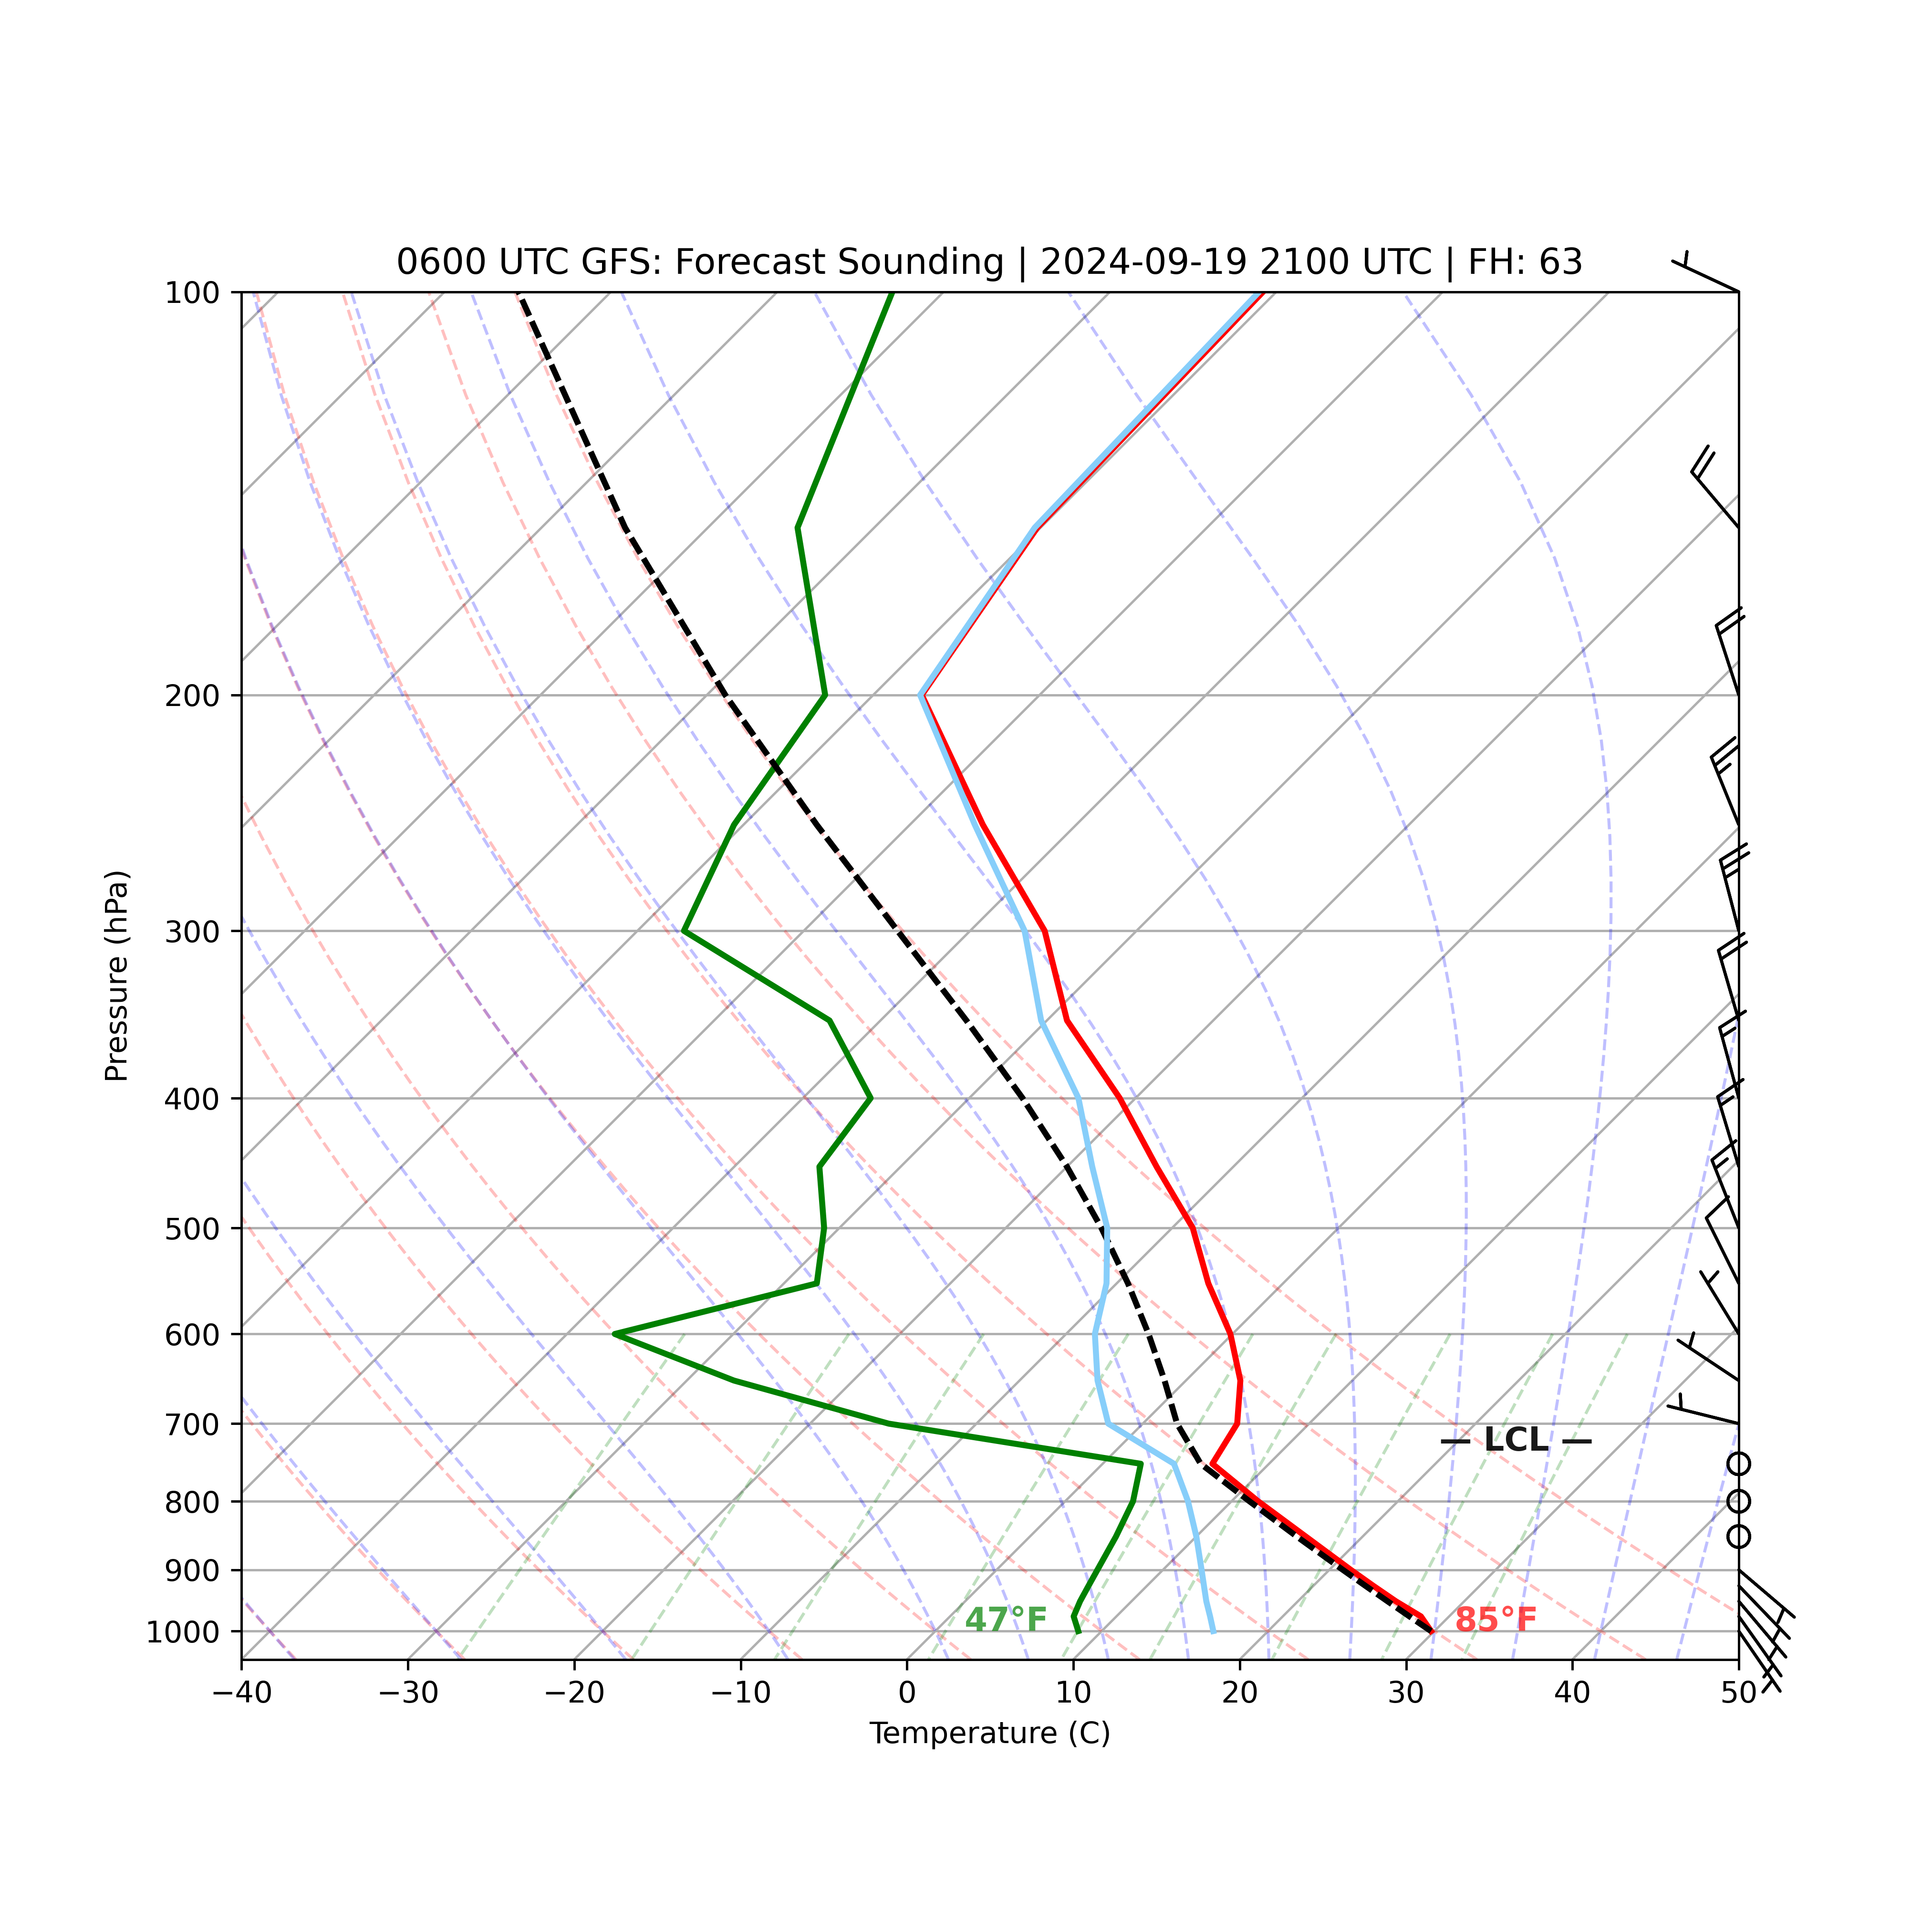 0600 UTC GFS: Forecast Sounding | 2024-09-19 2100 UTC | FH: 63
100
200
300
400
500
600
700
800
900
1000
Pressure (hPa)
— LCL —
47°F
85°F
−40 −30 −20 −10 0 10 20 30 40 50
Temperature (C)